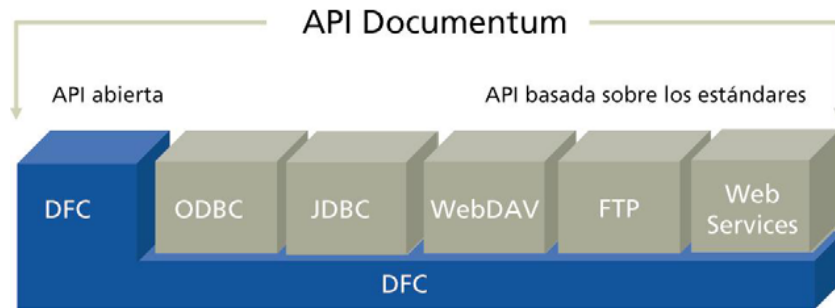 API Documentum
API abierta
API basada sobre los estándares
DFC
ODBC
JDBC
WebDAV
FTP
Web
Services
DFC